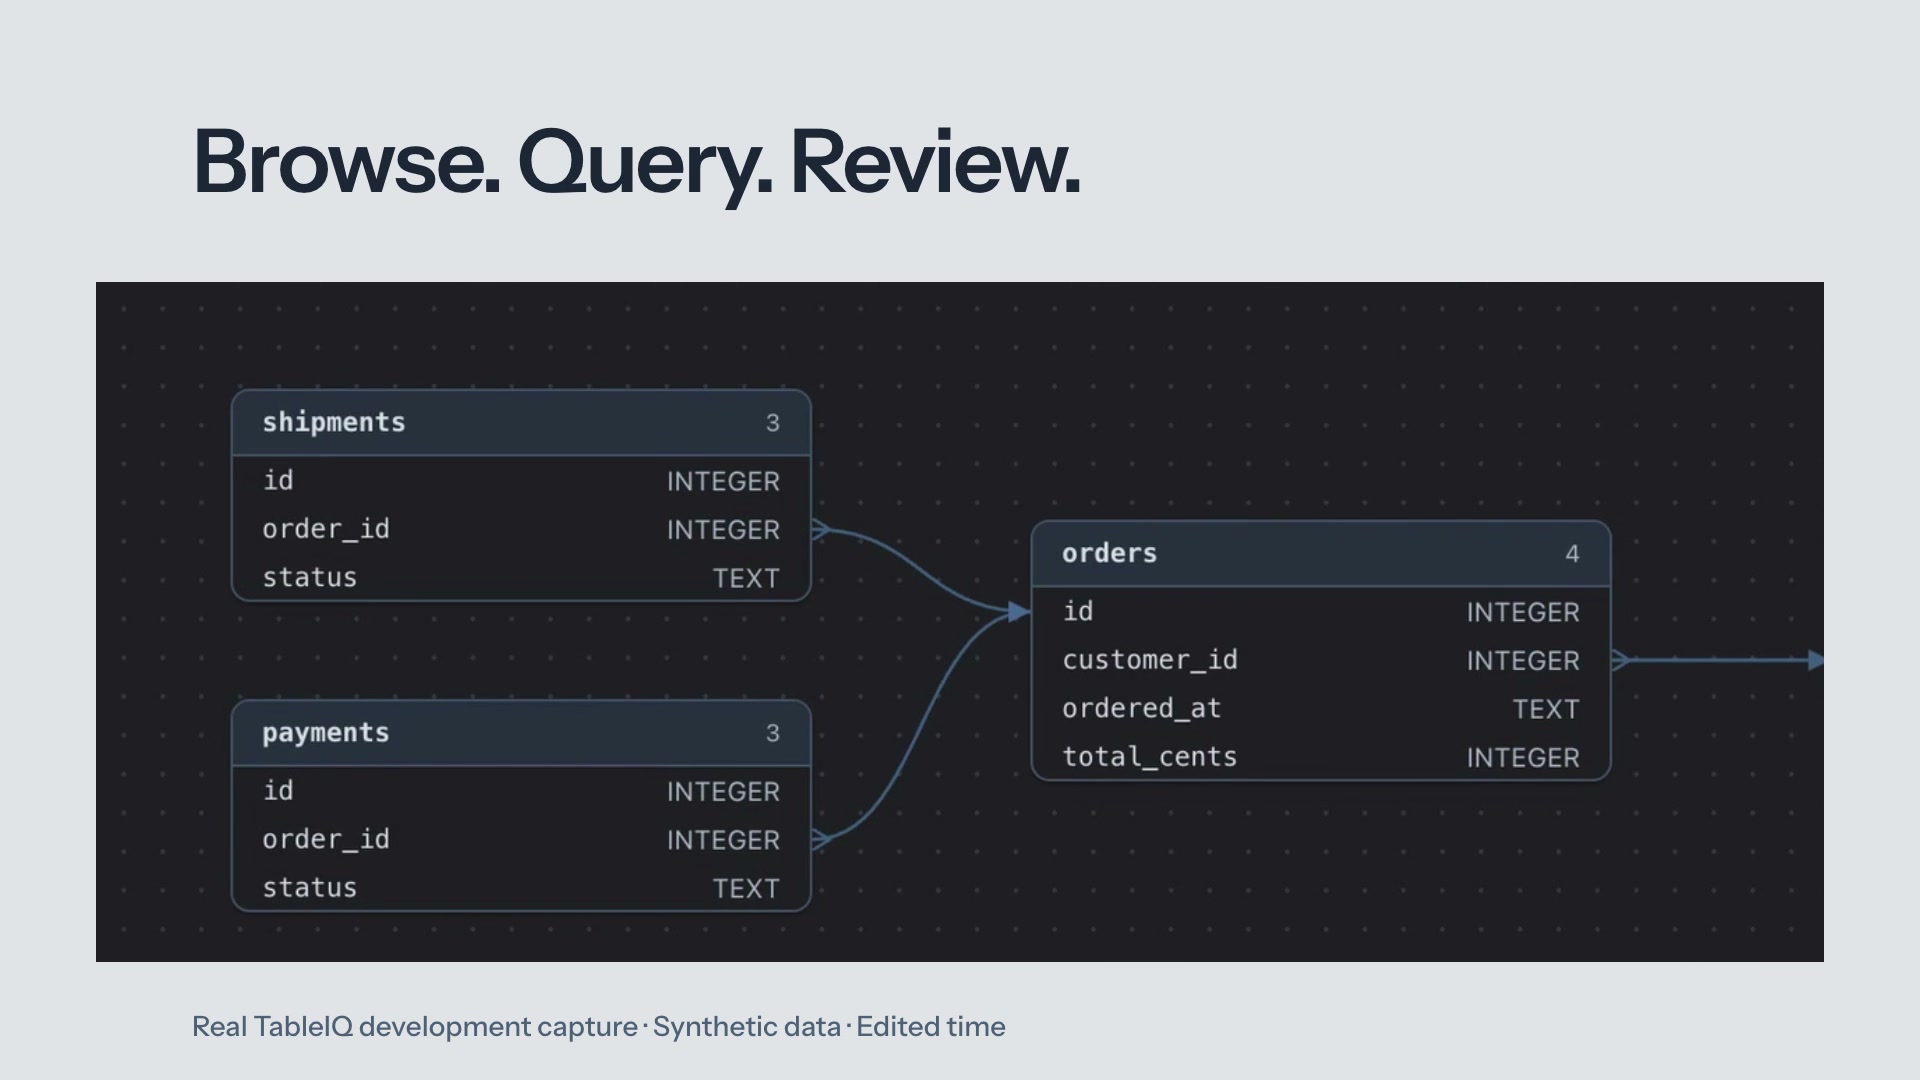 Browse. Query. Review.
shipments 3
id INTEGER
order_id INTEGER
status TEXT
payments 3
id INTEGER
order_id INTEGER
status TEXT
orders 4
id INTEGER
customer_id INTEGER
ordered_at TEXT
total_cents INTEGER
Real TableIQ development capture · Synthetic data · Edited time